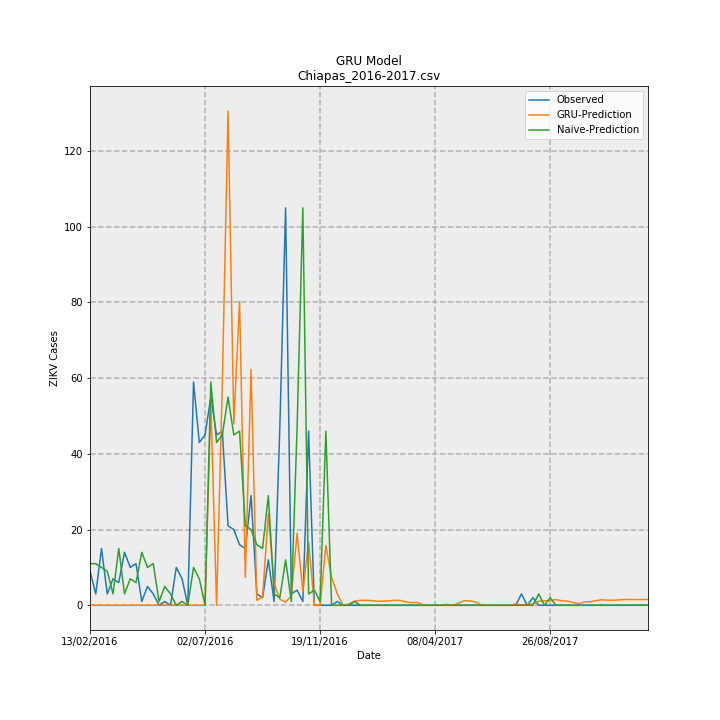 GRU Model
Chiapas_2016-2017.csv
Observed
GRU-Prediction
Naive-Prediction
ZIKV Cases
120
100
80
60
40
20
0
13/02/2016
02/07/2016
19/11/2016
08/04/2017
26/08/2017
Date